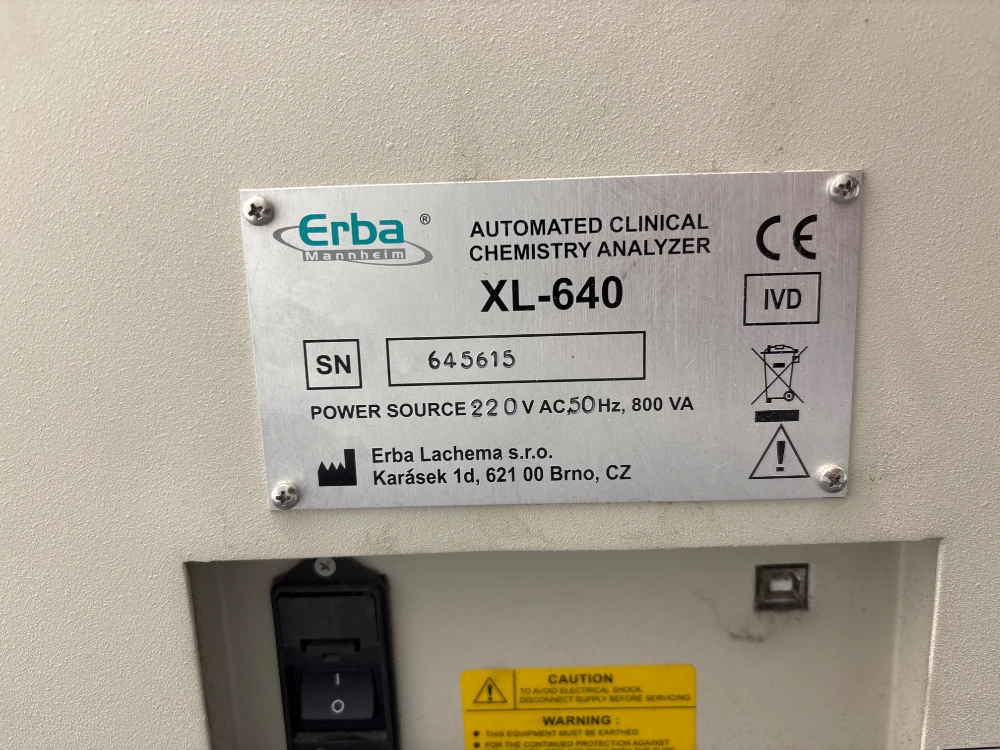 Erba ®
Mannheim
AUTOMATED CLINICAL
CHEMISTRY ANALYZER
XL-640
CE
IVD
SN
645615
POWER SOURCE 220 V AC,50Hz, 800 VA
Erba Lachema s.r.o.
Karásek 1d, 621 00 Brno, CZ
I
O
CAUTION
TO AVOID ELECTRICAL SHOCK
DISCONNECT SUPPLY BEFORE SERVICING
WARNING :
THIS EQUIPMENT MUST BE EARTHED
FOR THE CONTINUED PROTECTION AGAINST